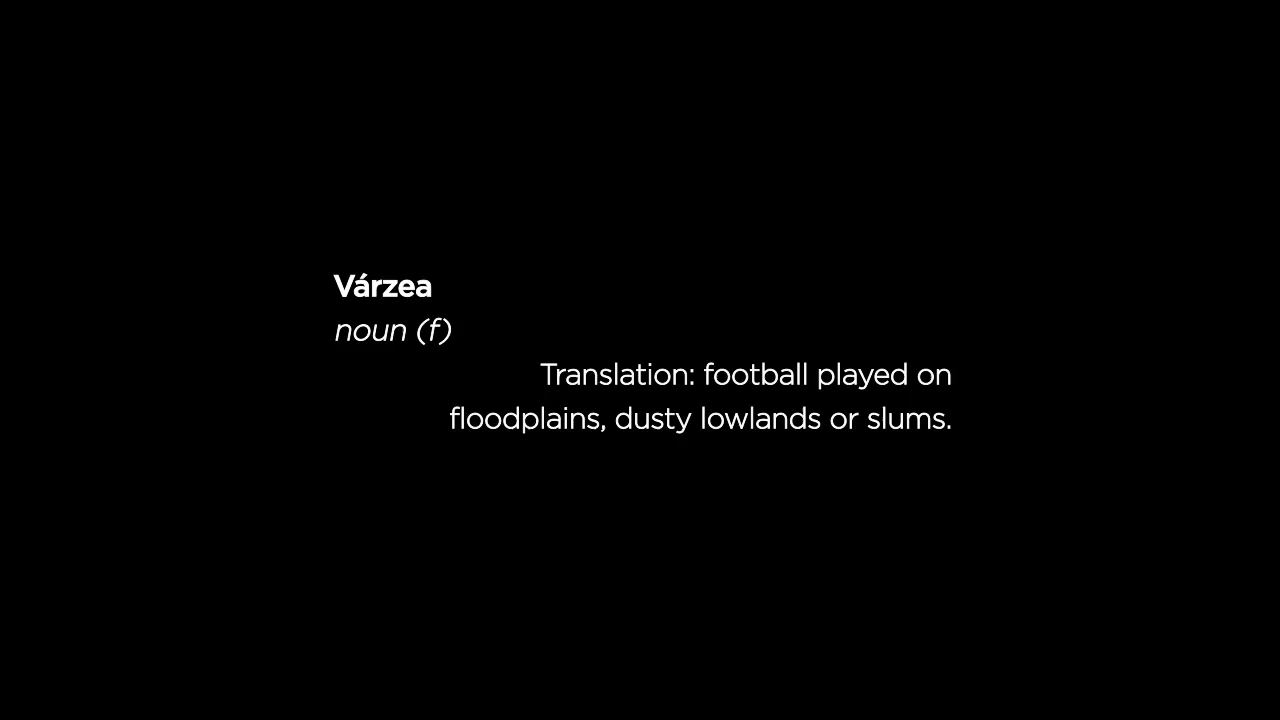 Várzea
noun (f)
Translation: football played on
floodplains, dusty lowlands or slums.